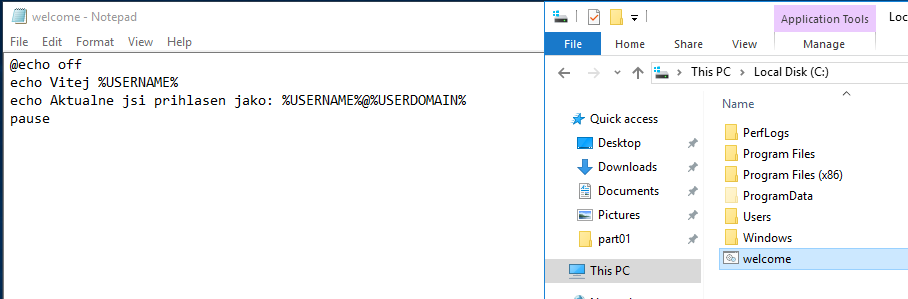 welcome - Notepad
File Edit Format View Help
@echo off
echo Vitej %USERNAME%
echo Aktualne jsi prihlasen jako: %USERNAME%@%USERDOMAIN%
pause
Application Tools
File Home Share View Manage
This PC > Local Disk (C:)
Quick access
Desktop
Downloads
Documents
Pictures
part01
This PC
Name
PerfLogs
Program Files
Program Files (x86)
ProgramData
Users
Windows
welcome